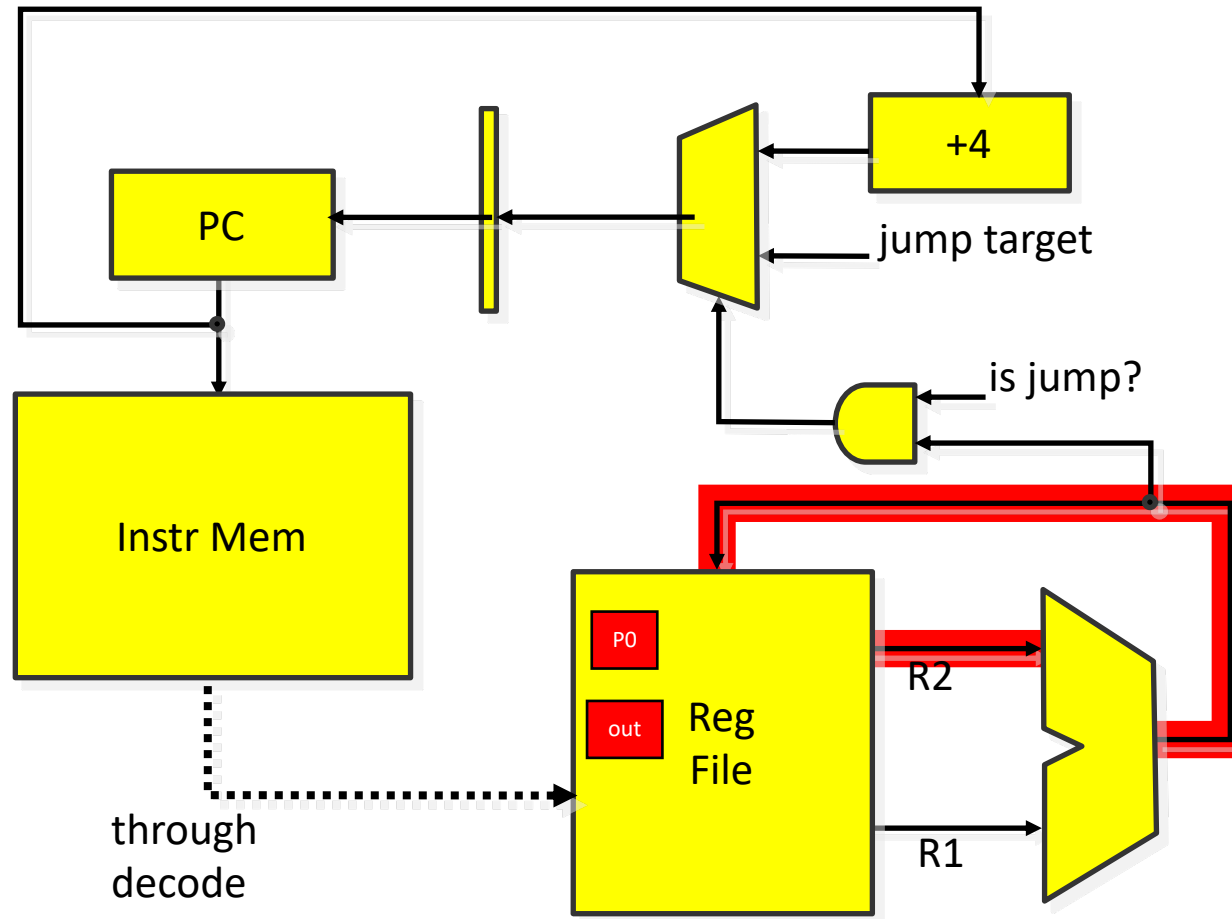 +4
PC
jump target
is jump?
Instr Mem
P0
R2
out
Reg
File
through
decode
R1